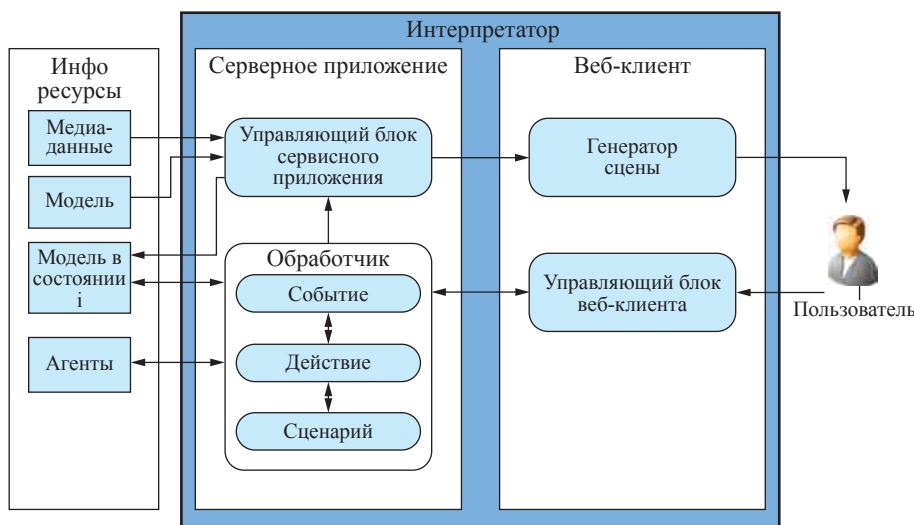 Интерпретатор
Инфо
ресурсы
Медиа-
данные
Модель
Модель в
состоянии
i
Агенты
Серверное приложение
Управляющий блок
сервисного
приложения
Обработчик
Событие
Действие
Сценарий
Веб-клиент
Генератор
сцены
Управляющий блок
веб-клиента
Пользователь